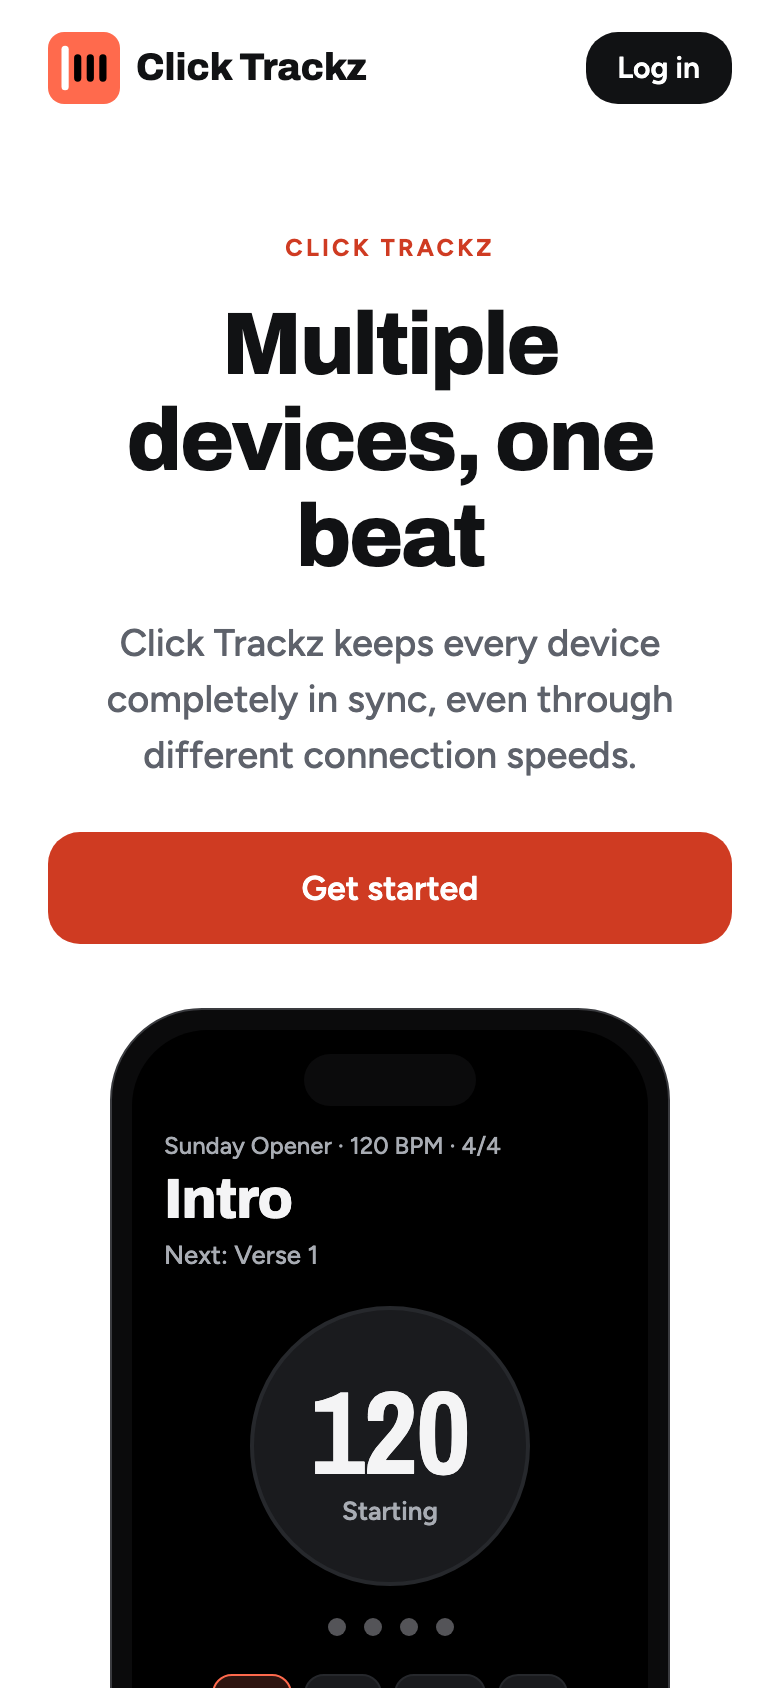 Click Trackz
Log in
CLICK TRACKZ
Multiple
devices, one
beat
Click Trackz keeps every device
completely in sync, even through
different connection speeds.
Get started
Sunday Opener · 120 BPM · 4/4
Intro
Next: Verse 1
120
Starting